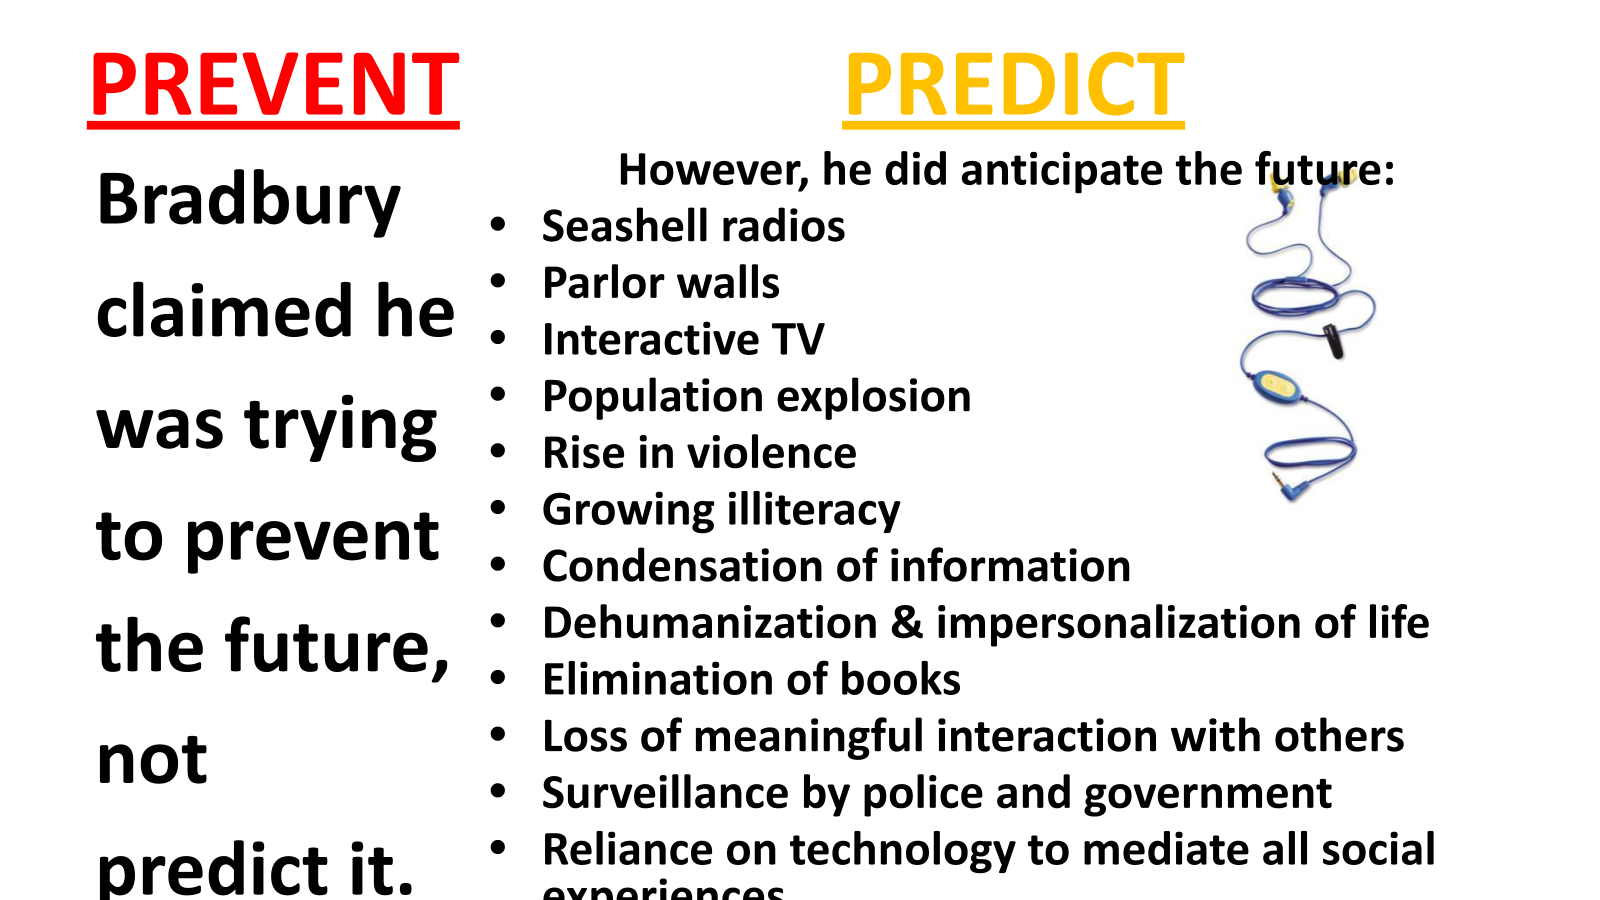 PREVENT
Bradbury
claimed he
was trying
to prevent
the future,
not
predict it.
PREDICT
However, he did anticipate the future:
• Seashell radios
• Parlor walls
• Interactive TV
• Population explosion
• Rise in violence
• Growing illiteracy
• Condensation of information
• Dehumanization & impersonalization of life
• Elimination of books
• Loss of meaningful interaction with others
• Surveillance by police and government
• Reliance on technology to mediate all social
experiences